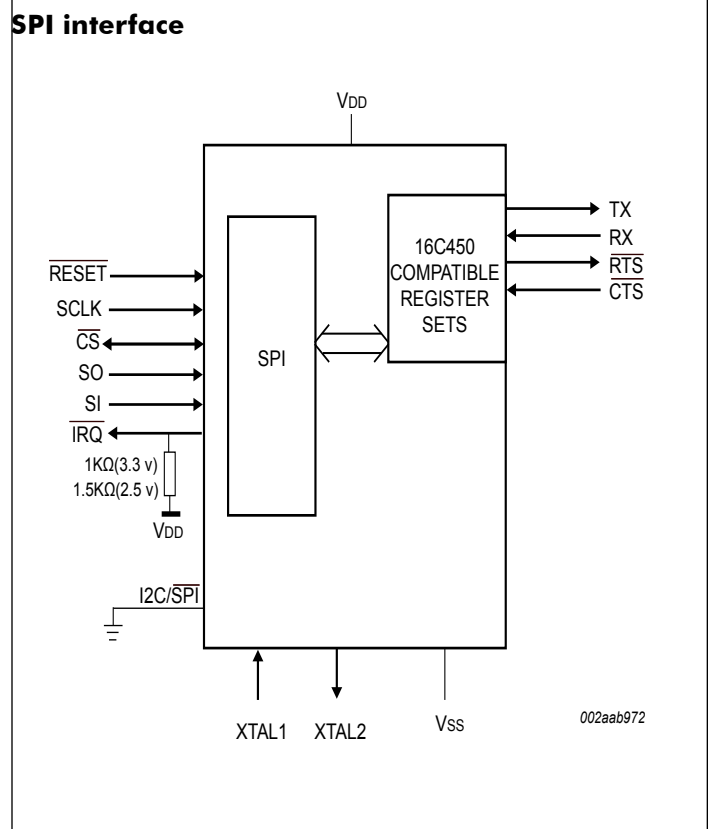 SPI interface
VDD
16C450
COMPATIBLE
REGISTER
SETS
TX
RX
RTS
CTS
RESET
SCLK
CS
SO
SI
IRQ
SPI
1KΩ(3.3 v)
1.5KΩ(2.5 v)
VDD
I2C/SPI
XTAL1
XTAL2
VSS
002aab972